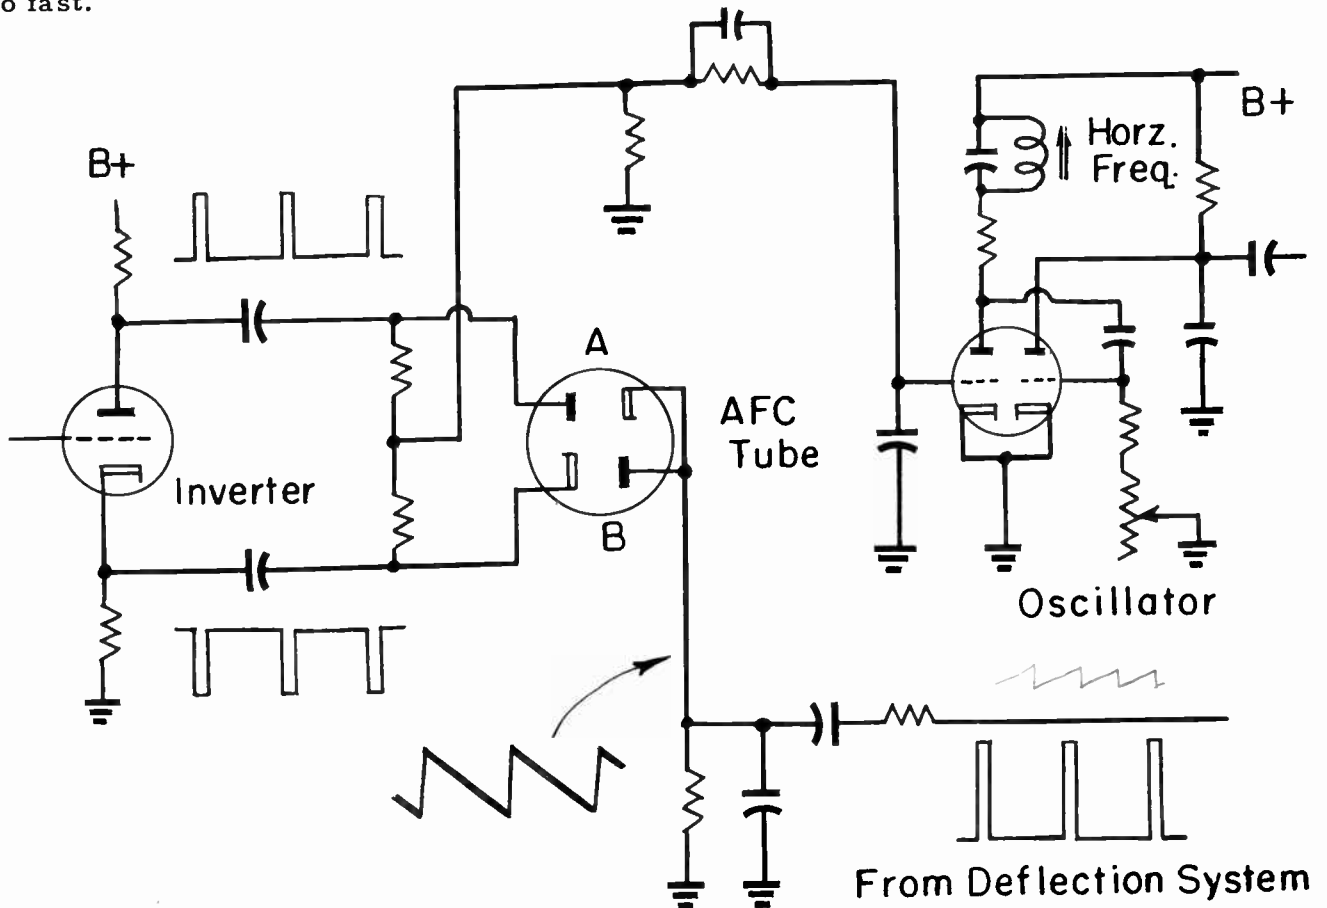 o fast.
B+
Horz.
Freq.
B+
A
AFC
Tube
Inverter
B
Oscillator
From Deflection System